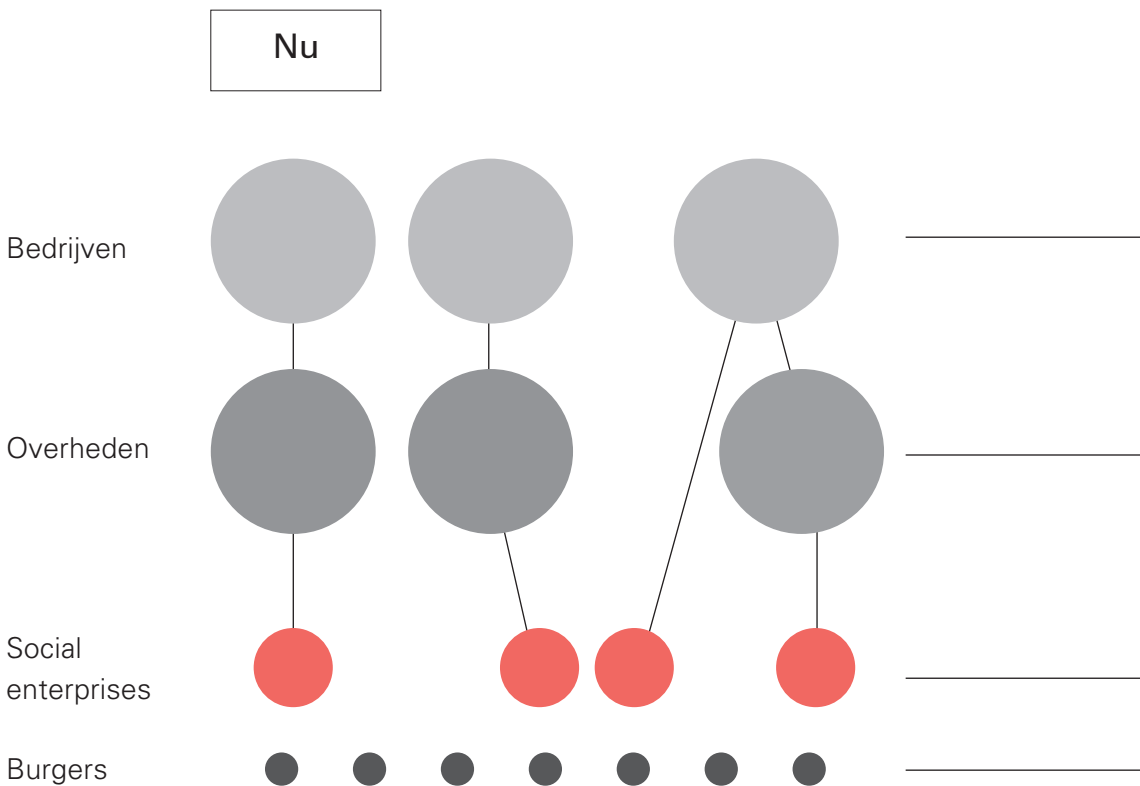 Nu
Bedrijven
Overheden
Social
enterprises
Burgers